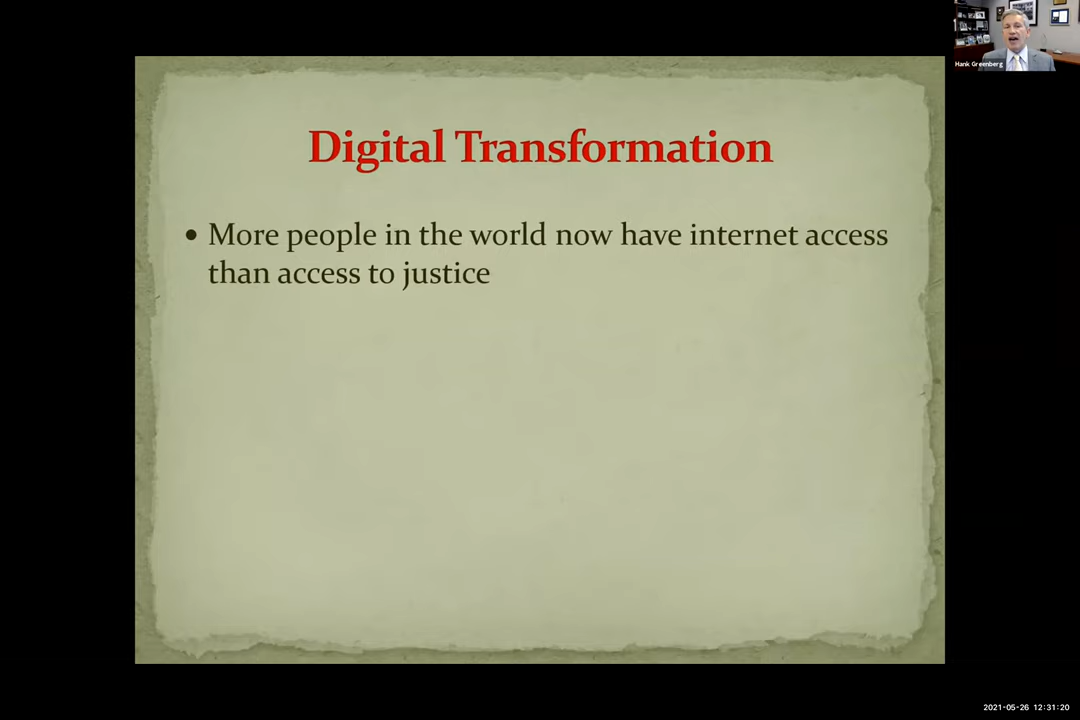 Hank Greenberg
Digital Transformation
• More people in the world now have internet access
than access to justice
2021-05-26 12:31:20